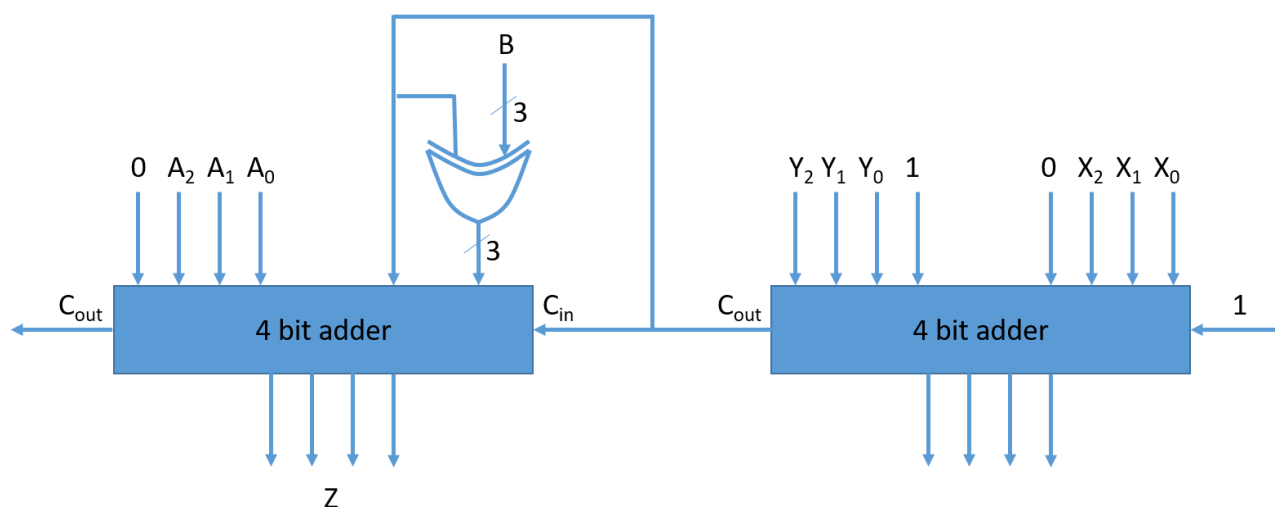 B
3
0 A₂ A₁ A₀
Y₂ Y₁ Y₀ 1 0 X₂ X₁ X₀
3
Cout 4 bit adder Cin Cout 4 bit adder 1
Z